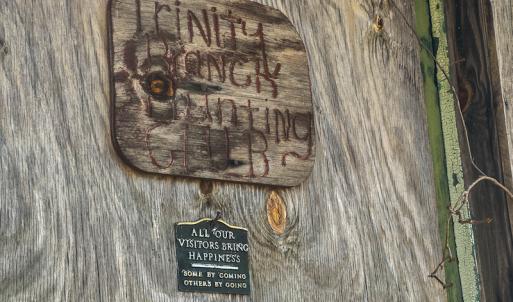 Trinity
Branch
Hunting
CLUB
ALL OUR
VISITORS BRING
HAPPINESS
SOME BY COMING
OTHERS BY GOING